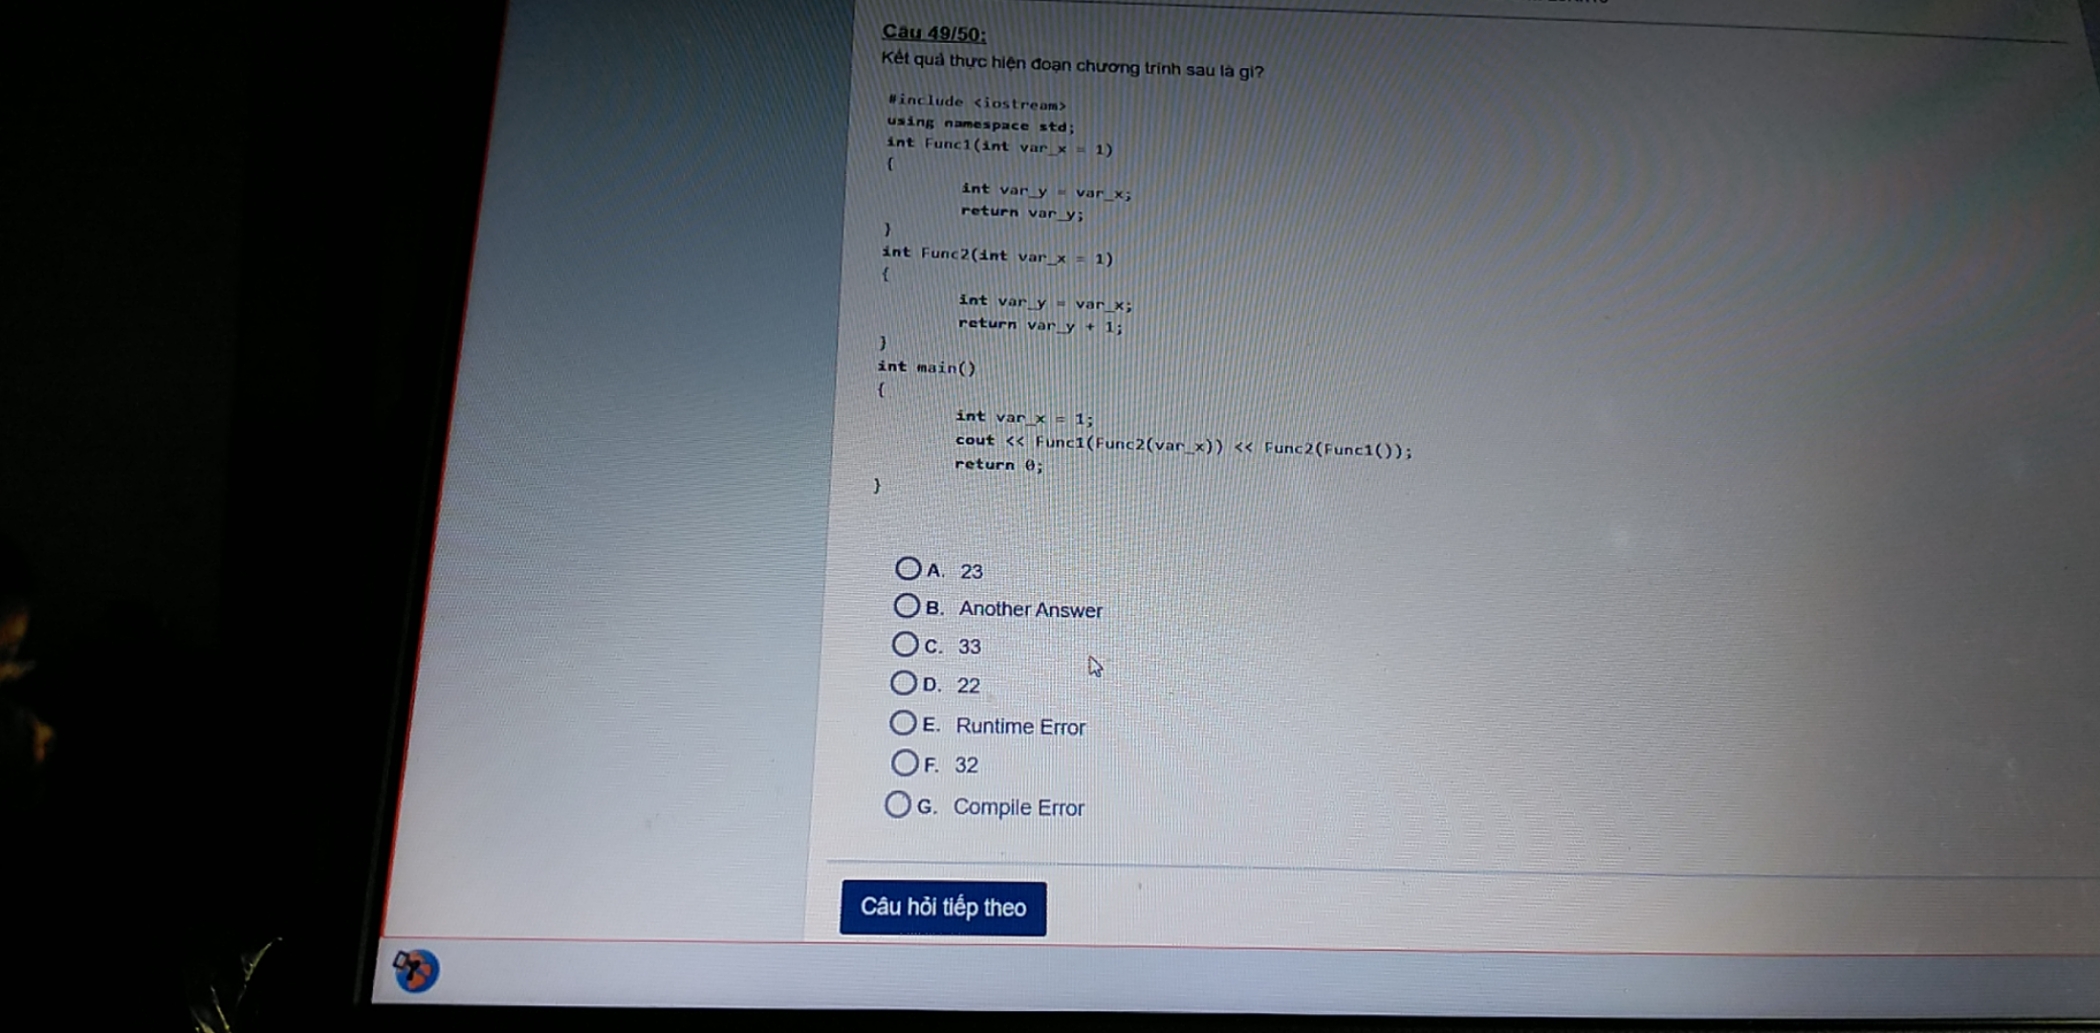 Câu 49/50:
Kết quả thực hiện đoạn chương trình sau là gì?
#include <iostream>
using namespace std;
int Func1(int var_x = 1)
{
int var_y = var_x;
return var_y;
}
int Func2(int var_x = 1)
{
int var_y = var_x;
return var_y + 1;
}
int main()
{
int var_x = 1;
cout << Func1(Func2(var_x)) << Func2(Func1());
return 0;
}
A. 23
B. Another Answer
C. 33
D. 22
E. Runtime Error
F. 32
G. Compile Error
Câu hỏi tiếp theo